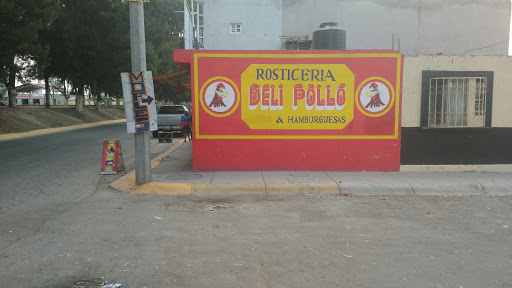 ROSTICERIA
DELI POLLO
& HAMBURGUESAS